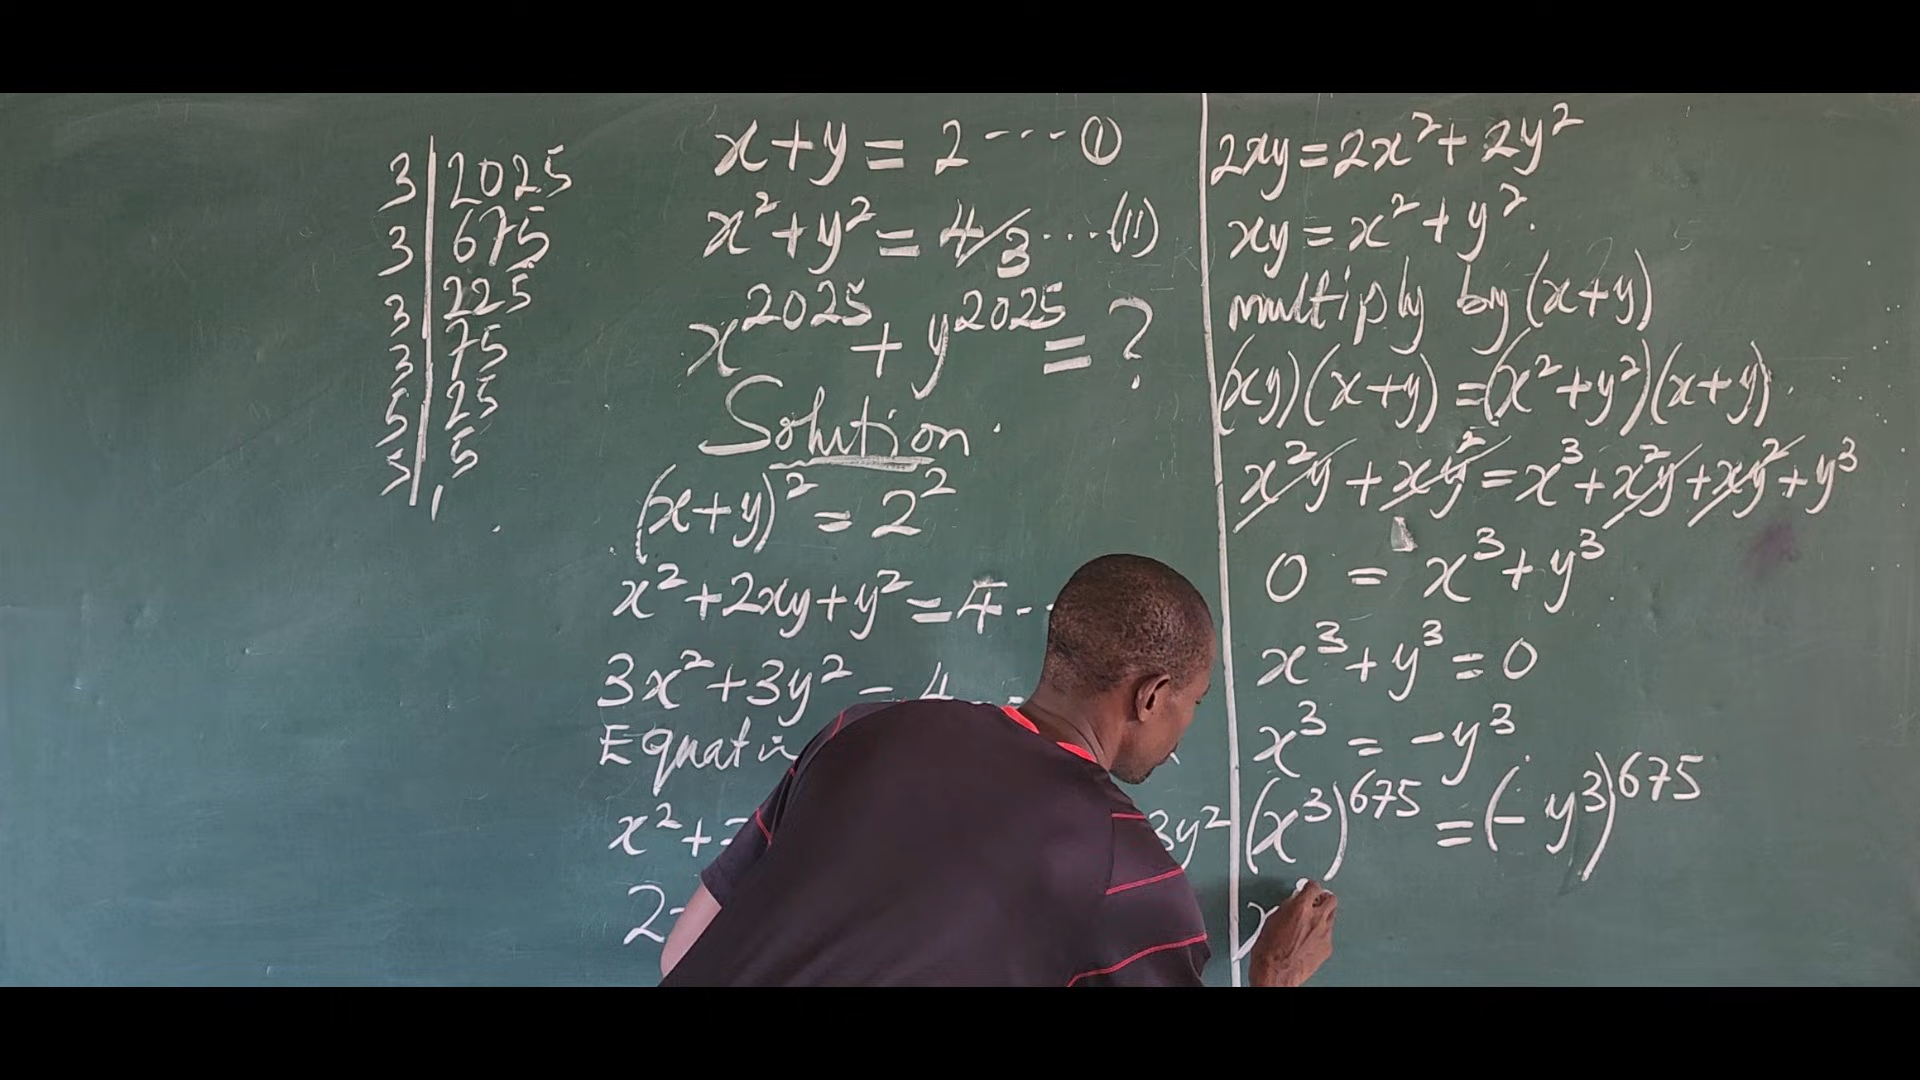 3 | 2025
3 | 675
3 | 225
3 | 75
5 | 25
5 | 5
1
x+y = 2 --- ①
x²+y² = 4/3 ... (II)
x²⁰²⁵ + y²⁰²⁵ = ?
Solution
(x+y)² = 2²
x²+2xy+y² = 4 --
3x²+3y² = 4
x²+
3y²
2
2xy = 2x²+2y²
xy = x²+y².
multiply by (x+y)
(xy)(x+y) = (x²+y²)(x+y).
x²y + xy² = x³+x²y+xy²+y³
0 = x³+y³
x³+y³ = 0
x³ = -y³.
(x³)⁶⁷⁵ = (-y³)⁶⁷⁵
x